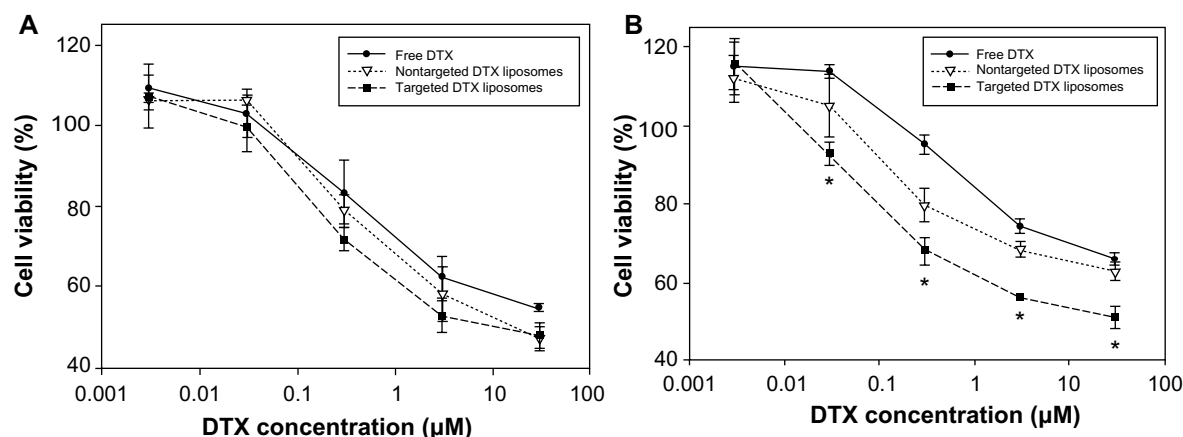 A
120
100
80
60
40
Cell viability (%)
Free DTX
Nontargeted DTX liposomes
Targeted DTX liposomes
0.001 0.01 0.1 1 10 100
DTX concentration (μM)
B
120
100
80
60
40
Cell viability (%)
Free DTX
Nontargeted DTX liposomes
Targeted DTX liposomes
*
*
*
*
0.001 0.01 0.1 1 10 100
DTX concentration (μM)